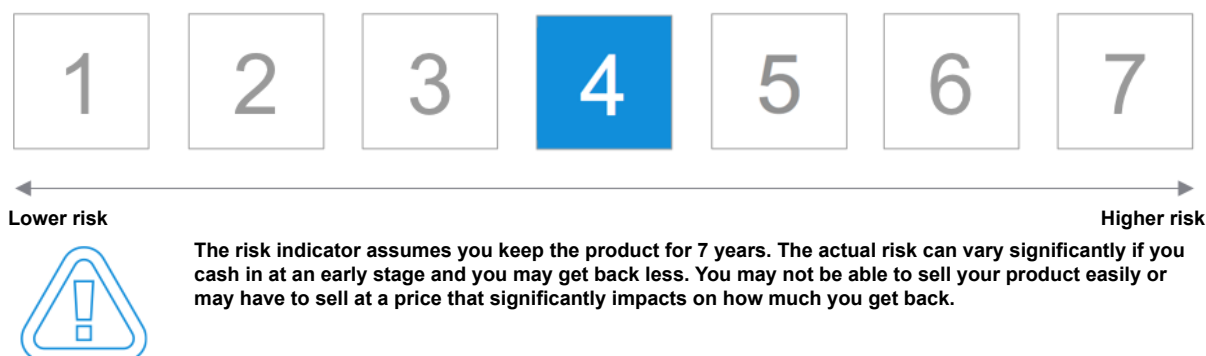 1 2 3 4 5 6 7
Lower risk Higher risk
The risk indicator assumes you keep the product for 7 years. The actual risk can vary significantly if you
cash in at an early stage and you may get back less. You may not be able to sell your product easily or
may have to sell at a price that significantly impacts on how much you get back.